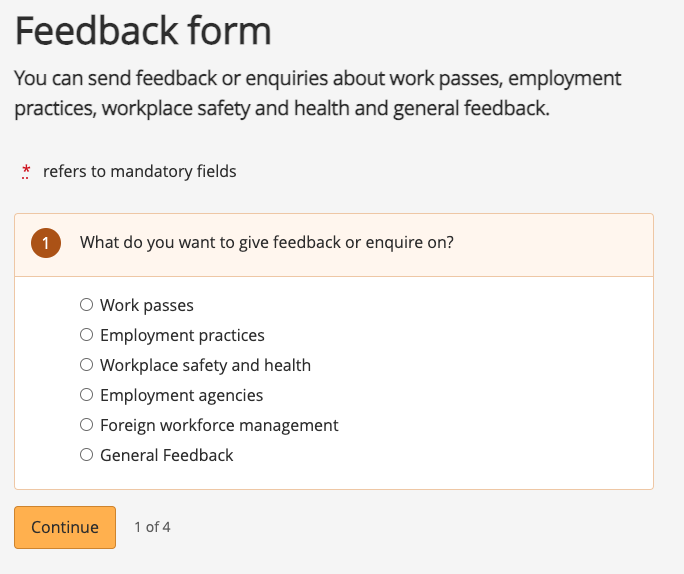 Feedback form
You can send feedback or enquiries about work passes, employment
practices, workplace safety and health and general feedback.
* refers to mandatory fields
1 What do you want to give feedback or enquire on?
Work passes
Employment practices
Workplace safety and health
Employment agencies
Foreign workforce management
General Feedback
Continue 1 of 4